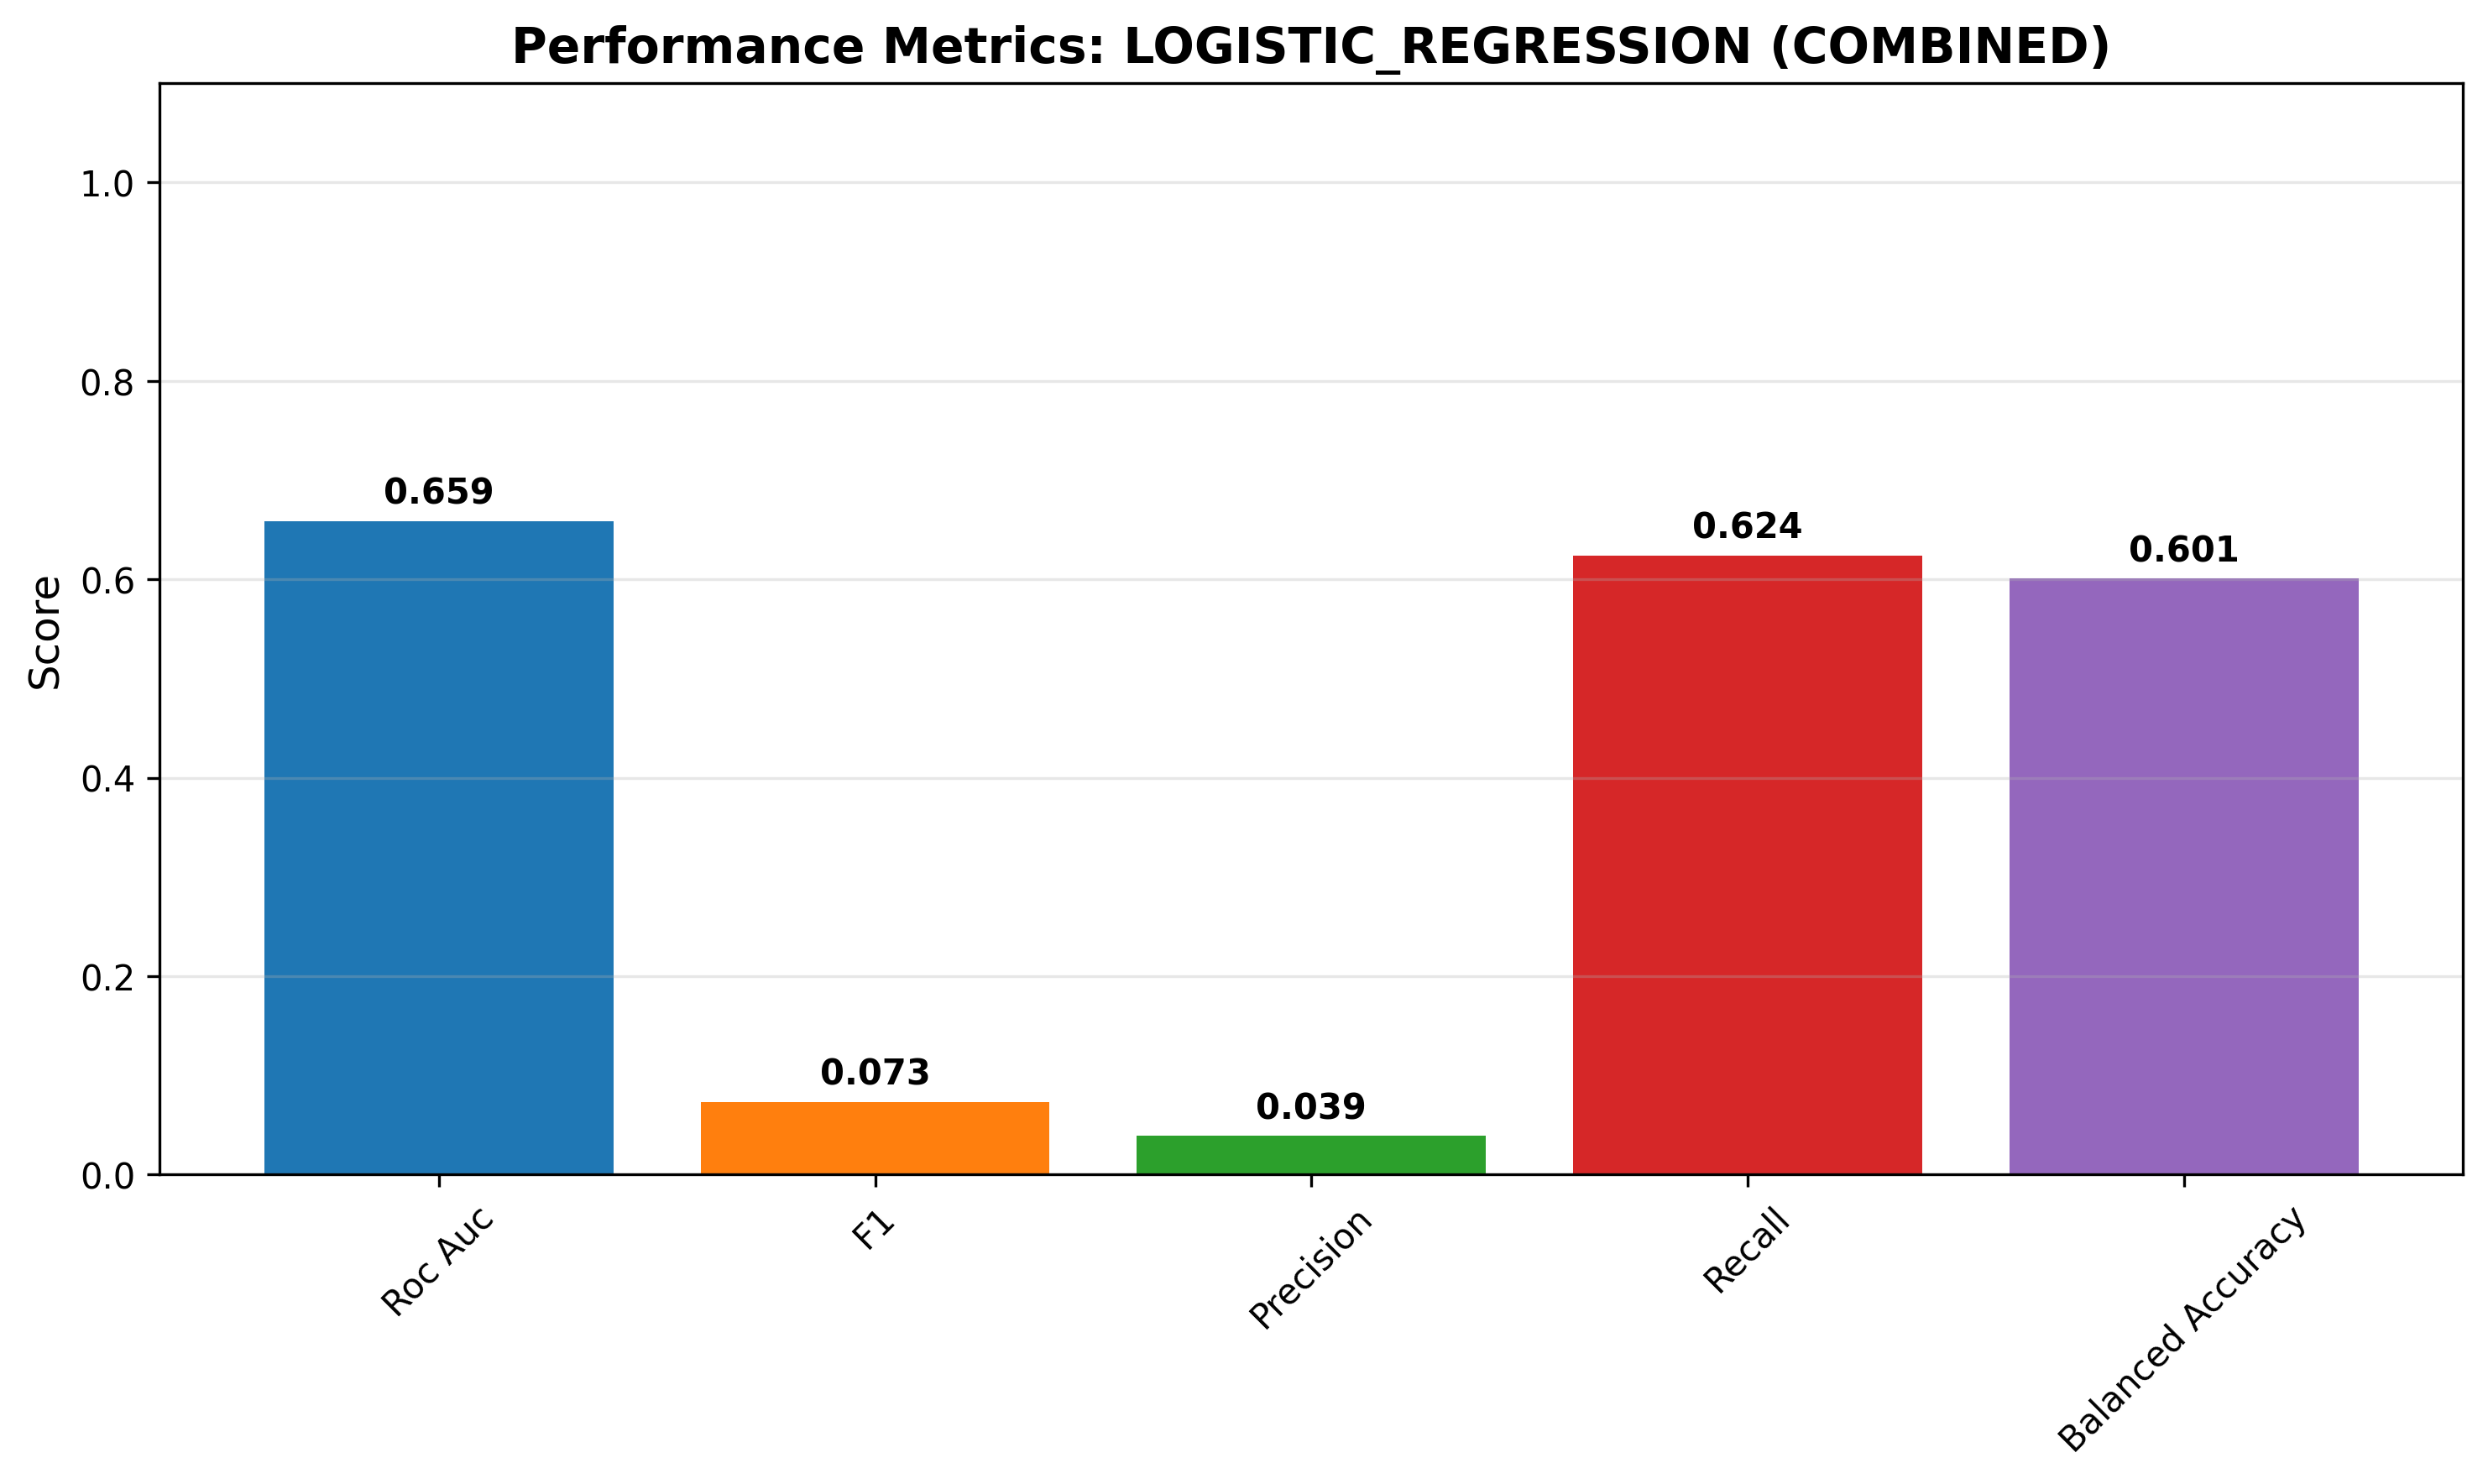 Performance Metrics: LOGISTIC_REGRESSION (COMBINED)
Score
1.0
0.8
0.6
0.4
0.2
0.0
0.659
0.073
0.039
0.624
0.601
Roc Auc
F1
Precision
Recall
Balanced Accuracy